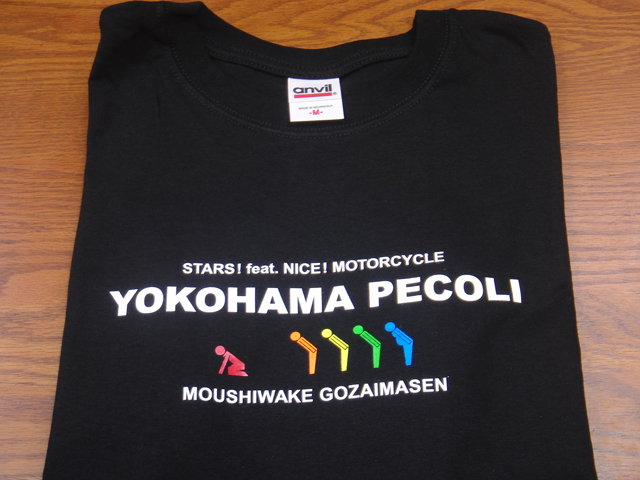 anvil
-M-
STARS! feat. NICE! MOTORCYCLE
YOKOHAMA PECOLI
MOUSHIWAKE GOZAIMASEN